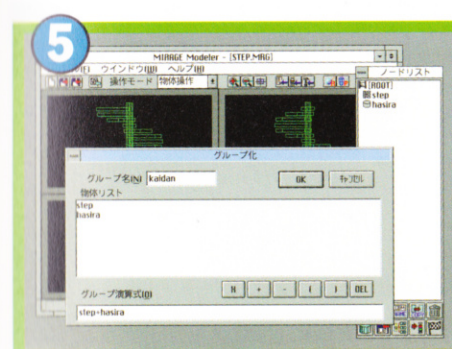 5
MIRAGE Modeler - [STEP.MRG]
ウインドウ(W) ヘルプ(H)
操作モード 物体操作
ノードリスト
[ROOT]
step
hasira
グループ化
グループ名(N) kaidan
OK
キャンセル
物体リスト
step
hasira
グループ演算式(O)
+ - ( ) DEL
step+hasira